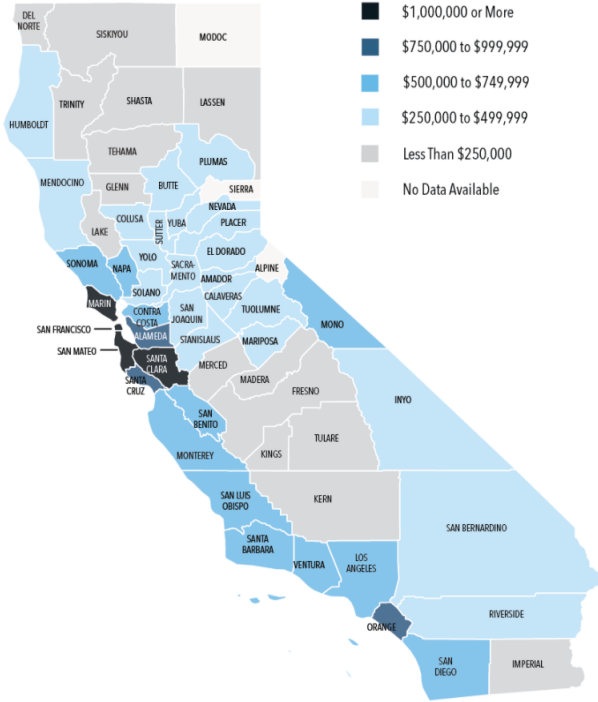 $1,000,000 or More
$750,000 to $999,999
$500,000 to $749,999
$250,000 to $499,999
Less Than $250,000
No Data Available
DEL
NORTE
SISKIYOU
MODOC
HUMBOLDT
TRINITY
SHASTA
LASSEN
TEHAMA
PLUMAS
MENDOCINO
GLENN
BUTTE
SIERRA
NEVADA
COLUSA
SUTTER
YUBA
PLACER
LAKE
EL DORADO
SONOMA
NAPA
YOLO
SACRA-
MENTO
ALPINE
AMADOR
SOLANO
CALAVERAS
MARIN
CONTRA
COSTA
SAN
JOAQUIN
TUOLUMNE
MONO
SAN FRANCISCO
ALAMEDA
STANISLAUS
MARIPOSA
SAN MATEO
SANTA
CLARA
MERCED
SANTA
CRUZ
MADERA
FRESNO
INYO
SAN
BENITO
TULARE
MONTEREY
KINGS
SAN LUIS
OBISPO
KERN
SAN BERNARDINO
SANTA
BARBARA
VENTURA
LOS
ANGELES
ORANGE
RIVERSIDE
SAN
DIEGO
IMPERIAL